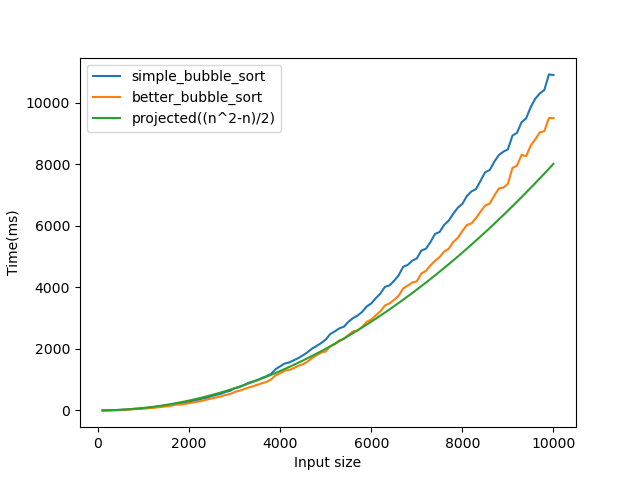 simple_bubble_sort
better_bubble_sort
projected((n^2-n)/2)
10000
8000
6000
4000
2000
0
Time(ms)
0 2000 4000 6000 8000 10000
Input size